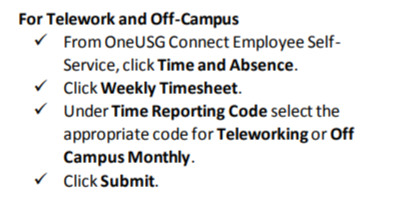 For Telework and Off-Campus
✓ From OneUSG Connect Employee Self-
Service, click Time and Absence.
✓ Click Weekly Timesheet.
✓ Under Time Reporting Code select the
appropriate code for Teleworking or Off
Campus Monthly.
✓ Click Submit.